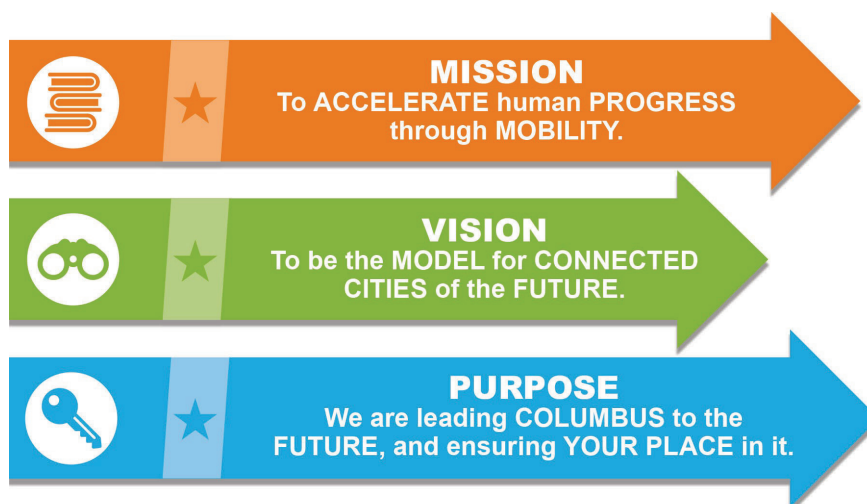 MISSION
To ACCELERATE human PROGRESS
through MOBILITY.
VISION
To be the MODEL for CONNECTED
CITIES of the FUTURE.
PURPOSE
We are leading COLUMBUS to the
FUTURE, and ensuring YOUR PLACE in it.